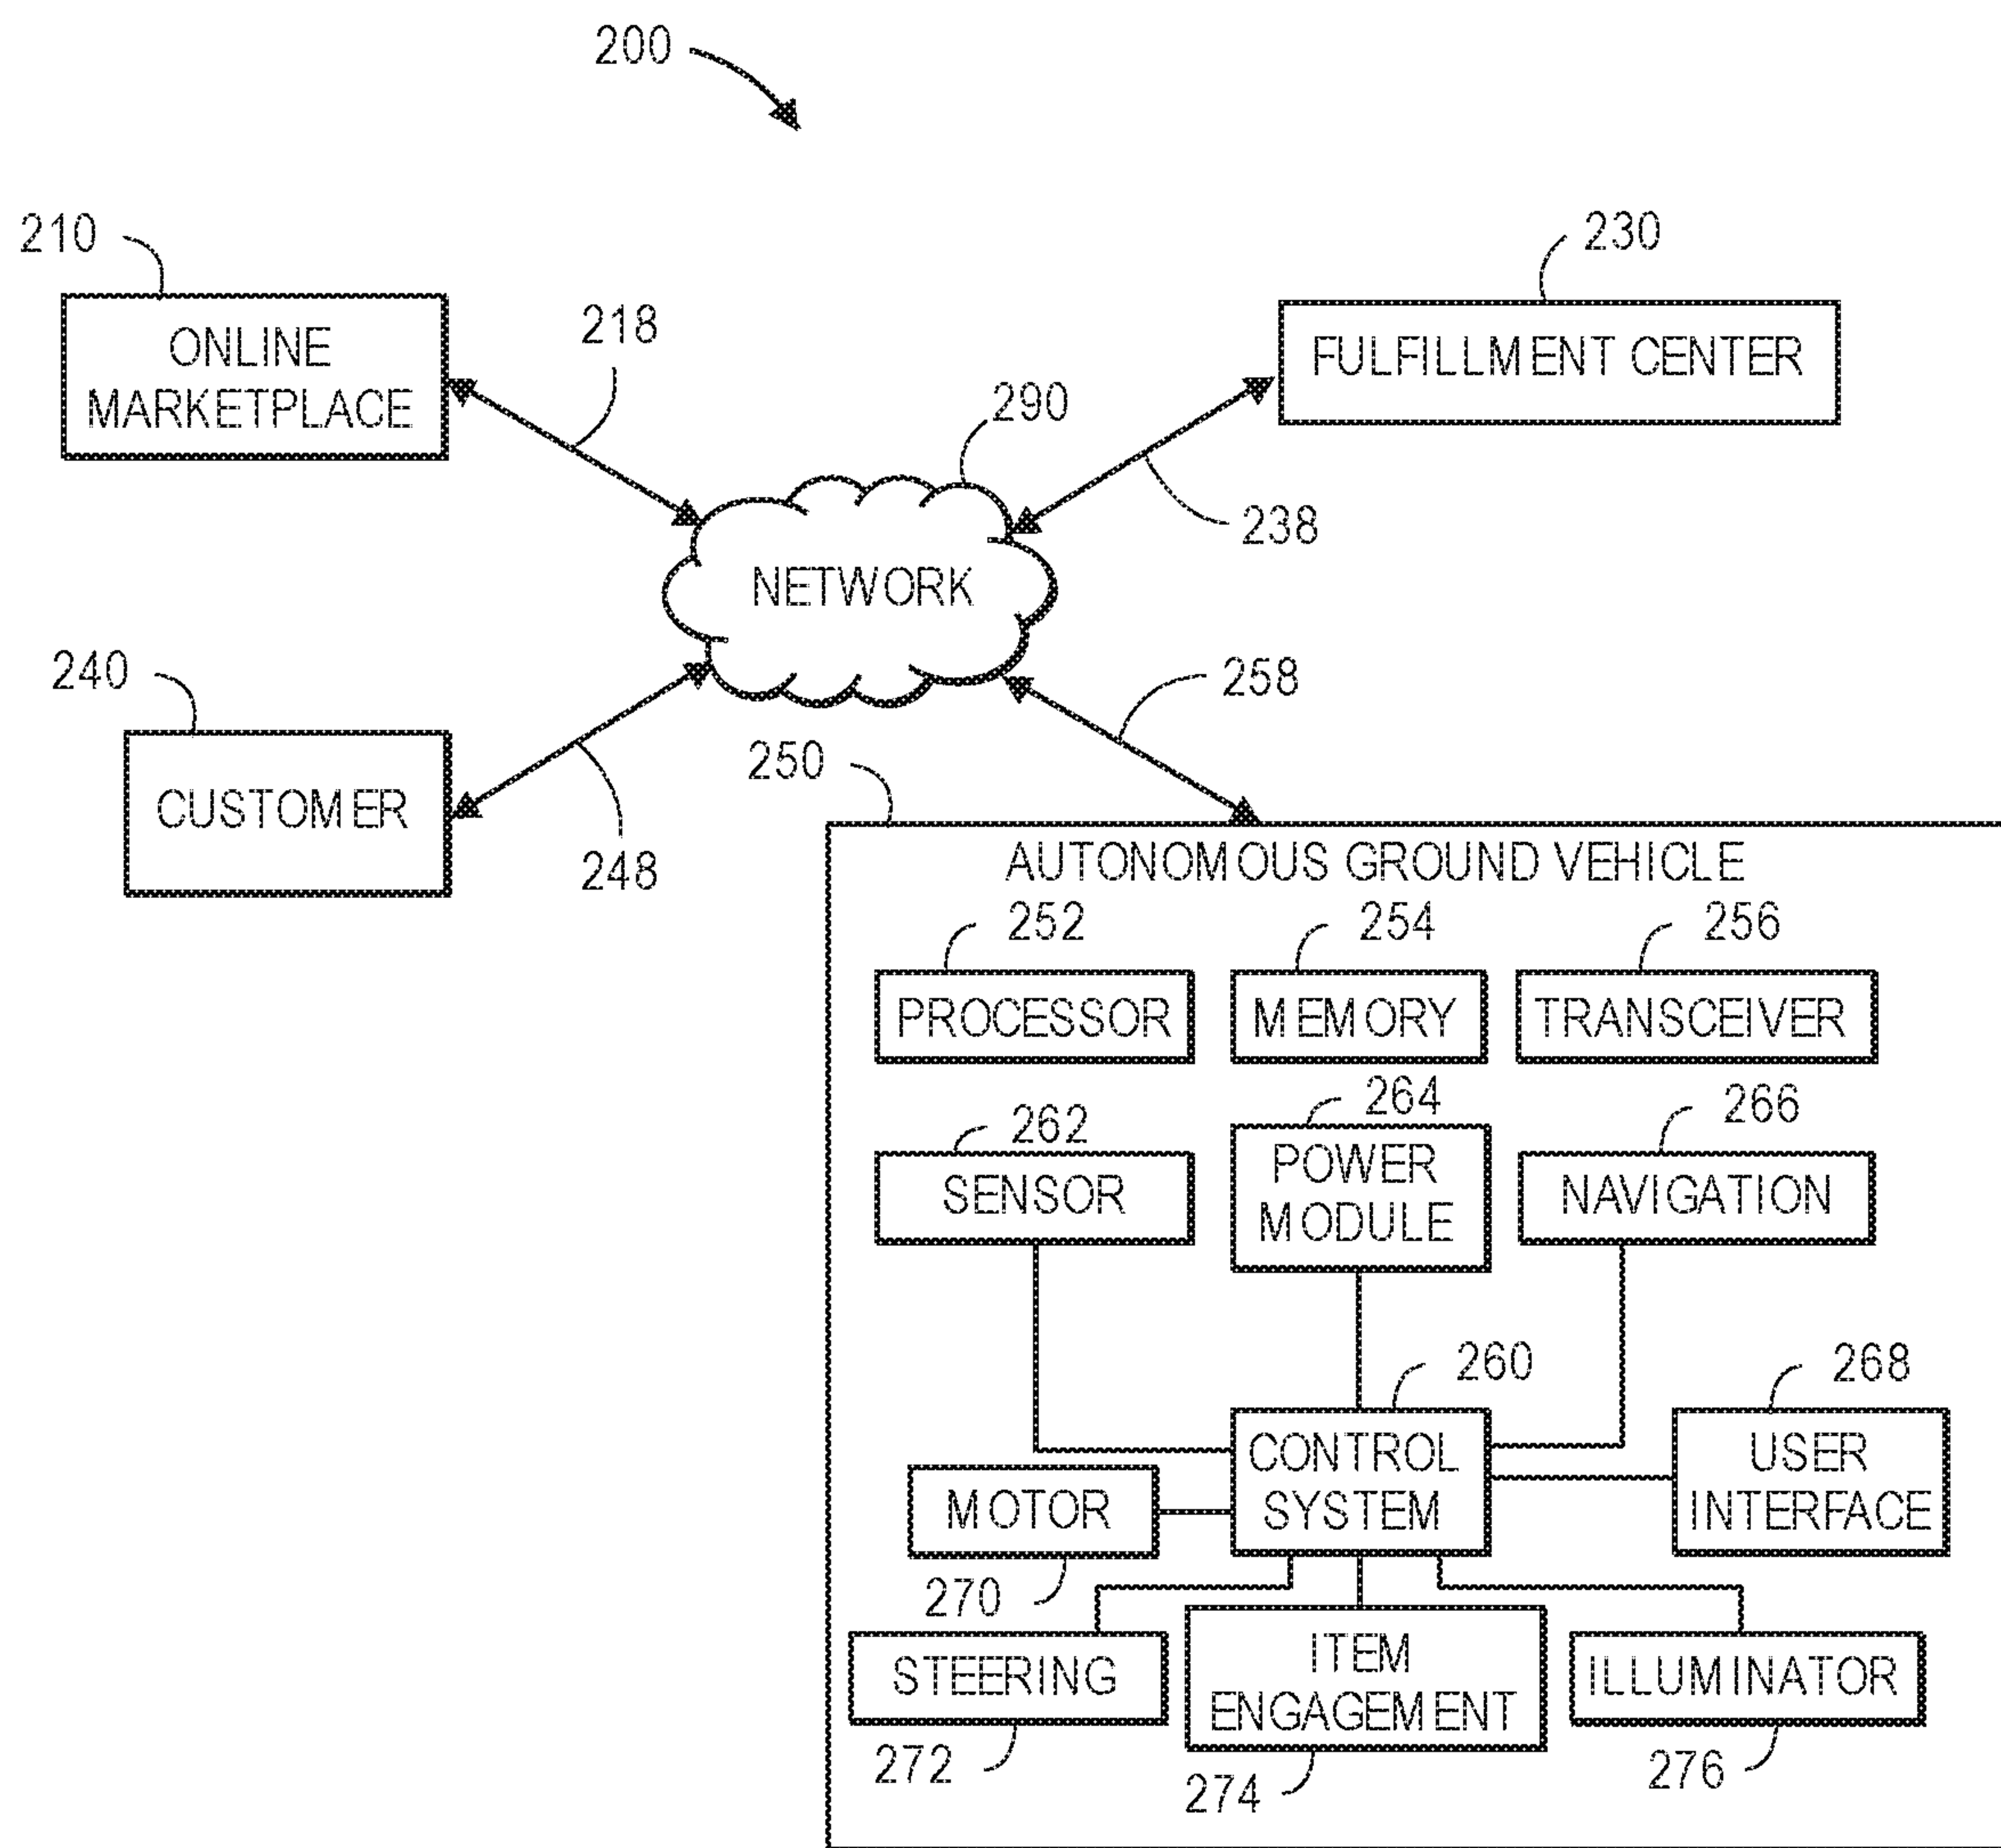 200
210
230
ONLINE
MARKETPLACE
218
FULFILLMENT CENTER
290
238
NETWORK
240
258
CUSTOMER
248
250
AUTONOMOUS GROUND VEHICLE
252
254
256
PROCESSOR
MEMORY
TRANSCEIVER
262
264
266
SENSOR
POWER
MODULE
NAVIGATION
260
268
CONTROL
SYSTEM
USER
INTERFACE
MOTOR
270
STEERING
ITEM
ENGAGEMENT
ILLUMINATOR
272
274
276